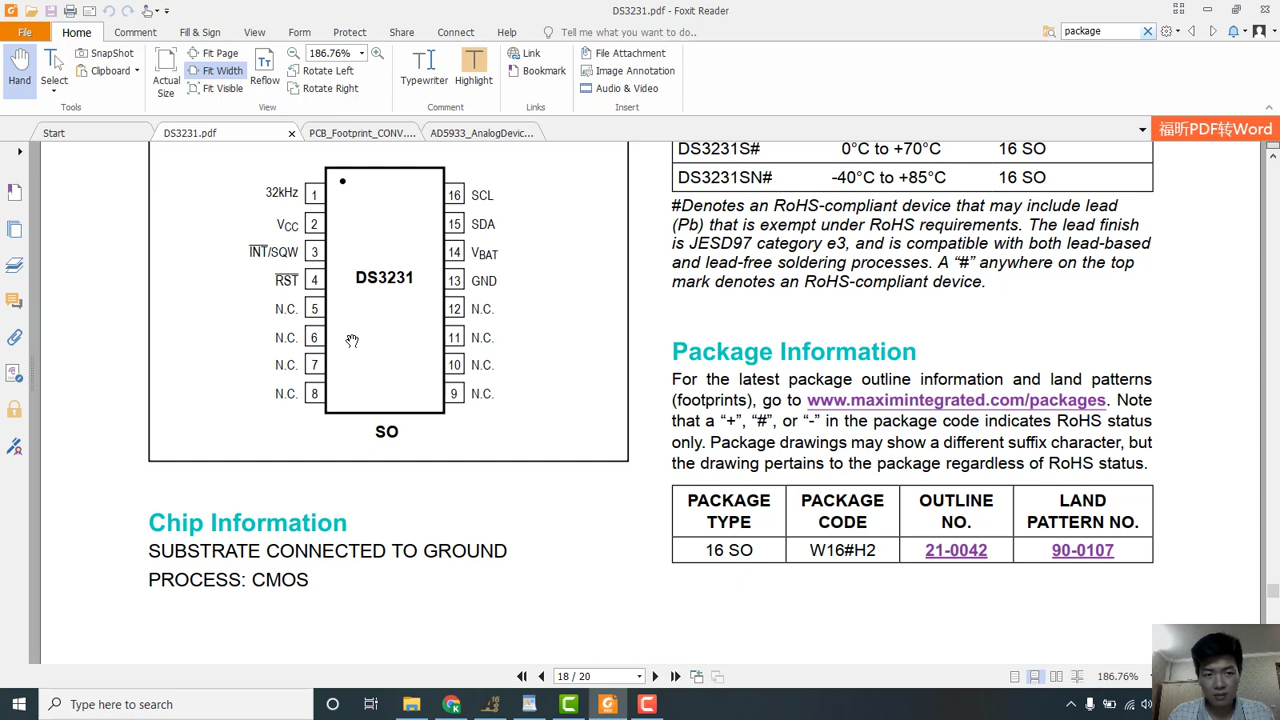 DS3231.pdf - Foxit Reader
File
Home
Comment
Fill & Sign
View
Form
Protect
Share
Connect
Help
Tell me what you want to do..
package
Hand
Select
SnapShot
Clipboard
Tools
Actual Size
Fit Page
Fit Width
Fit Visible
Reflow
186.76%
Rotate Left
Rotate Right
View
Typewriter
Highlight
Comment
Link
Bookmark
Links
File Attachment
Image Annotation
Audio & Video
Insert
Start
DS3231.pdf
PCB_Footprint_CONV....
AD5933_AnalogDevic...
福昕PDF转Word
32kHz 1
VCC 2
INT/SQW 3
RST 4
N.C. 5
N.C. 6
N.C. 7
N.C. 8
DS3231
16 SCL
15 SDA
14 VBAT
13 GND
12 N.C.
11 N.C.
10 N.C.
9 N.C.
SO
Chip Information
SUBSTRATE CONNECTED TO GROUND
PROCESS: CMOS
DS3231S# 0°C to +70°C 16 SO
DS3231SN# -40°C to +85°C 16 SO
#Denotes an RoHS-compliant device that may include lead
(Pb) that is exempt under RoHS requirements. The lead finish
is JESD97 category e3, and is compatible with both lead-based
and lead-free soldering processes. A “#” anywhere on the top
mark denotes an RoHS-compliant device.
Package Information
For the latest package outline information and land patterns
(footprints), go to www.maximintegrated.com/packages. Note
that a “+”, “#”, or “-” in the package code indicates RoHS status
only. Package drawings may show a different suffix character, but
the drawing pertains to the package regardless of RoHS status.
PACKAGE TYPE PACKAGE CODE OUTLINE NO. LAND PATTERN NO.
16 SO W16#H2 21-0042 90-0107
18 / 20
186.76%
Type here to search